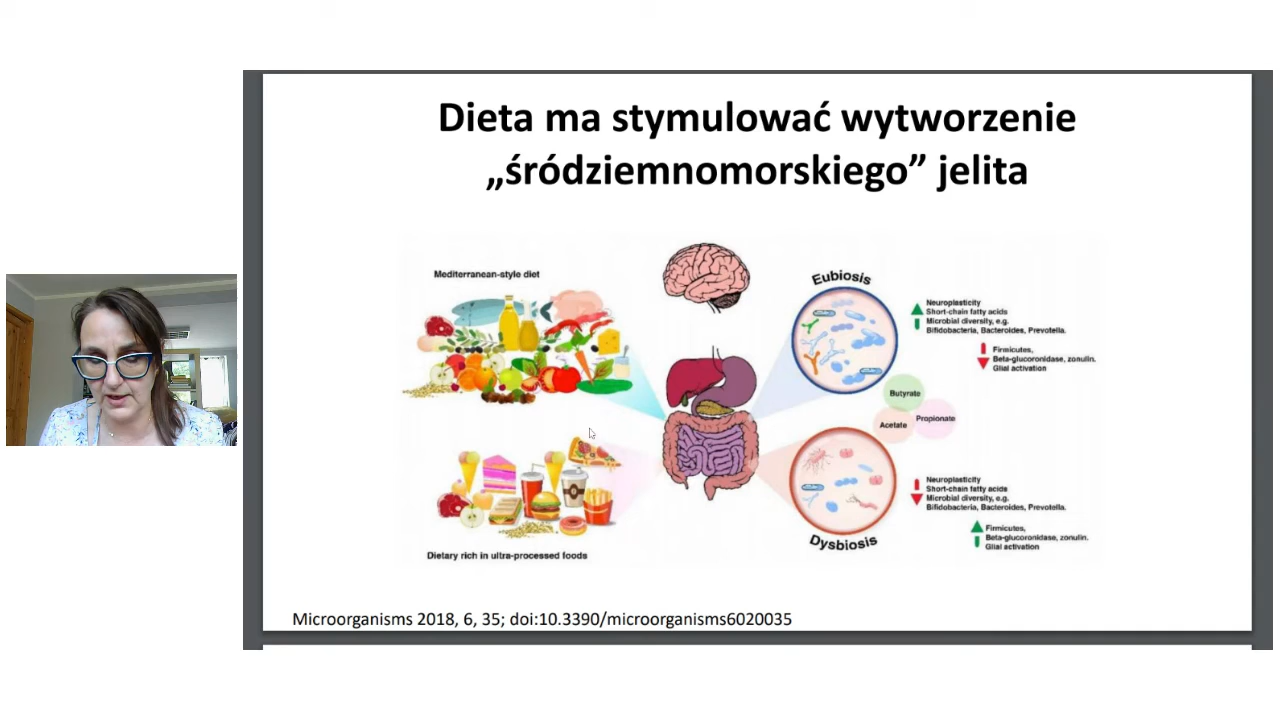 Dieta ma stymulować wytworzenie
„śródziemnomorskiego” jelita
Mediterranean-style diet
Eubiosis
Neuroplasticity
Short-chain fatty acids
Microbial diversity, e.g.
Bifidobacteria, Bacteroides, Prevotella.
Firmicutes,
Beta-glucoronidase, zonulin.
Glial activation
Butyrate
Acetate
Propionate
Neuroplasticity
Short-chain fatty acids
Microbial diversity, e.g.
Bifidobacteria, Bacteroides, Prevotella.
Firmicutes,
Beta-glucoronidase, zonulin.
Glial activation
Dysbiosis
Dietary rich in ultra-processed foods
Microorganisms 2018, 6, 35; doi:10.3390/microorganisms6020035